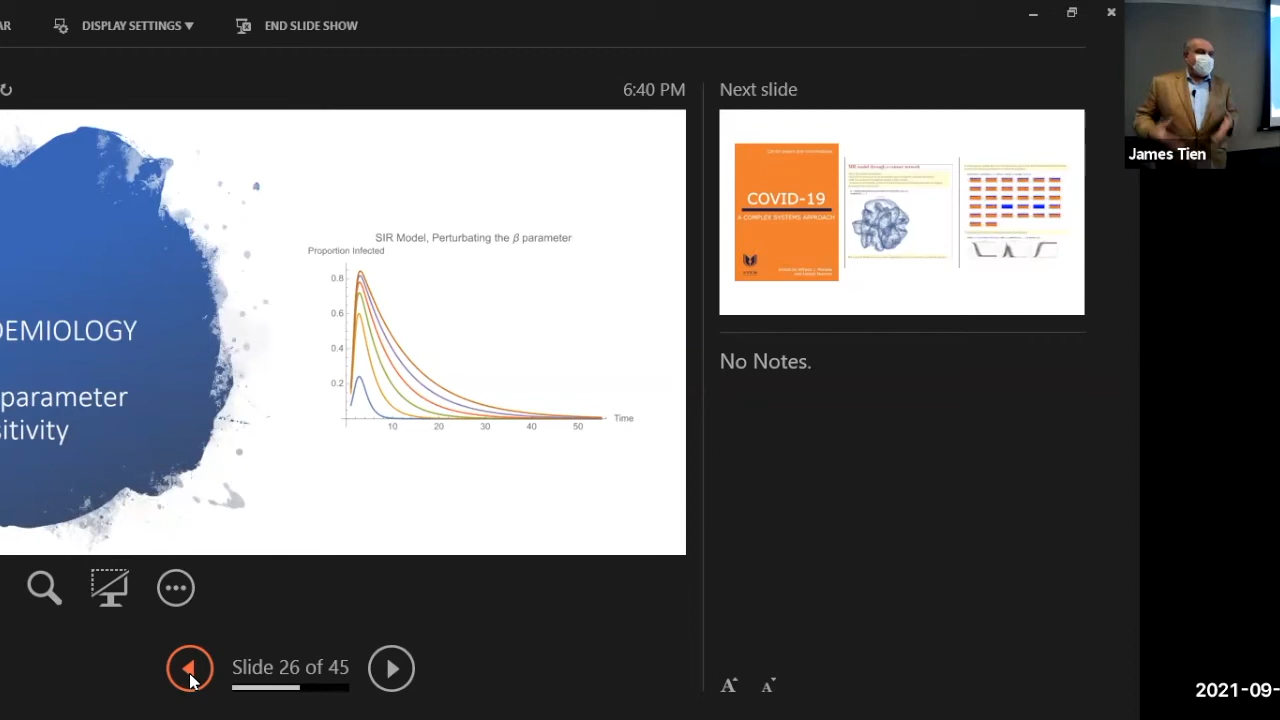 AR
DISPLAY SETTINGS
END SLIDE SHOW
6:40 PM
DEMIOLOGY
parameter
sitivity
SIR Model, Perturbating the β parameter
Proportion Infected
0.8
0.6
0.4
0.2
10
20
30
40
50
Time
Next slide
COVID-19
A COMPLEX SYSTEMS APPROACH
No Notes.
James Tien
Slide 26 of 45
A
A
2021-09-